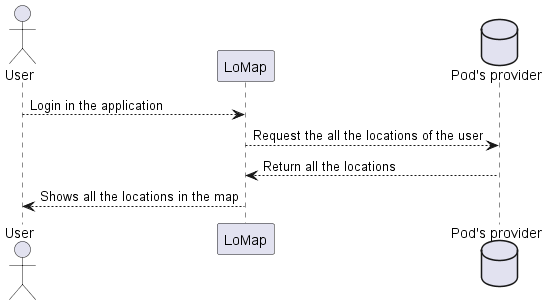 User
LoMap
Pod's provider
Login in the application
Request the all the locations of the user
Return all the locations
Shows all the locations in the map
User
LoMap
Pod's provider